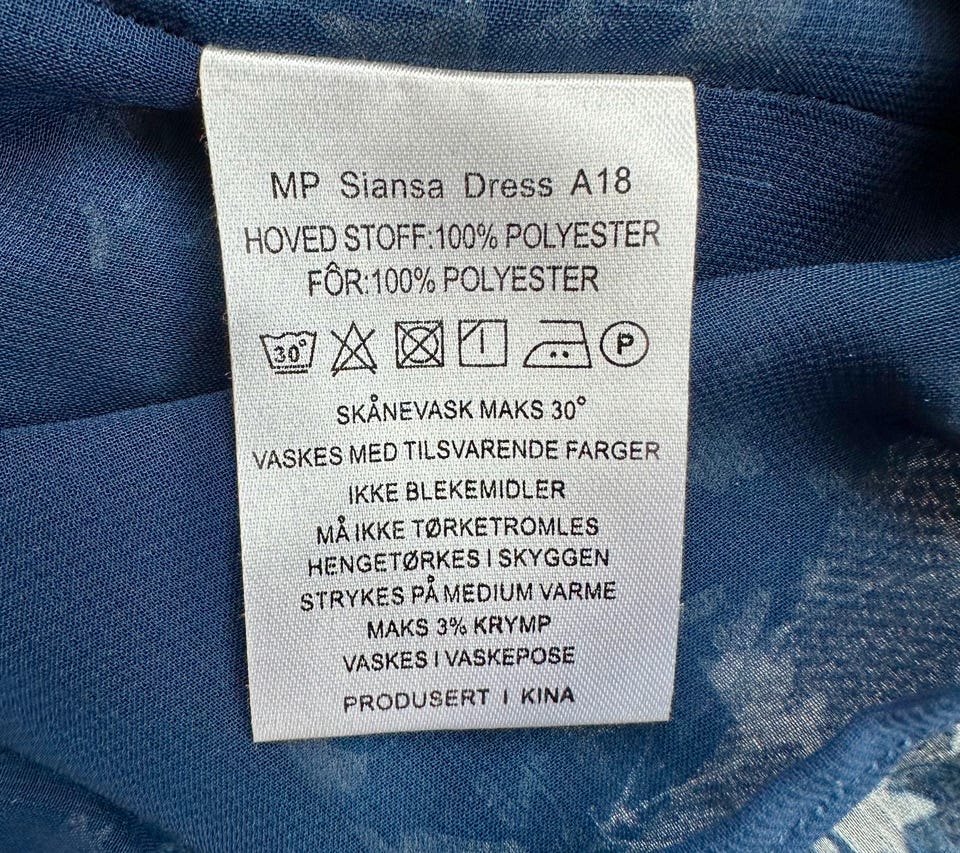 MP Siansa Dress A18
HOVED STOFF:100% POLYESTER
FÔR:100% POLYESTER
30° P
SKÅNEVASK MAKS 30°
VASKES MED TILSVARENDE FARGER
IKKE BLEKEMIDLER
MÅ IKKE TØRKETROMLES
HENGETØRKES I SKYGGEN
STRYKES PÅ MEDIUM VARME
MAKS 3% KRYMP
VASKES I VASKEPOSE
PRODUSERT I KINA